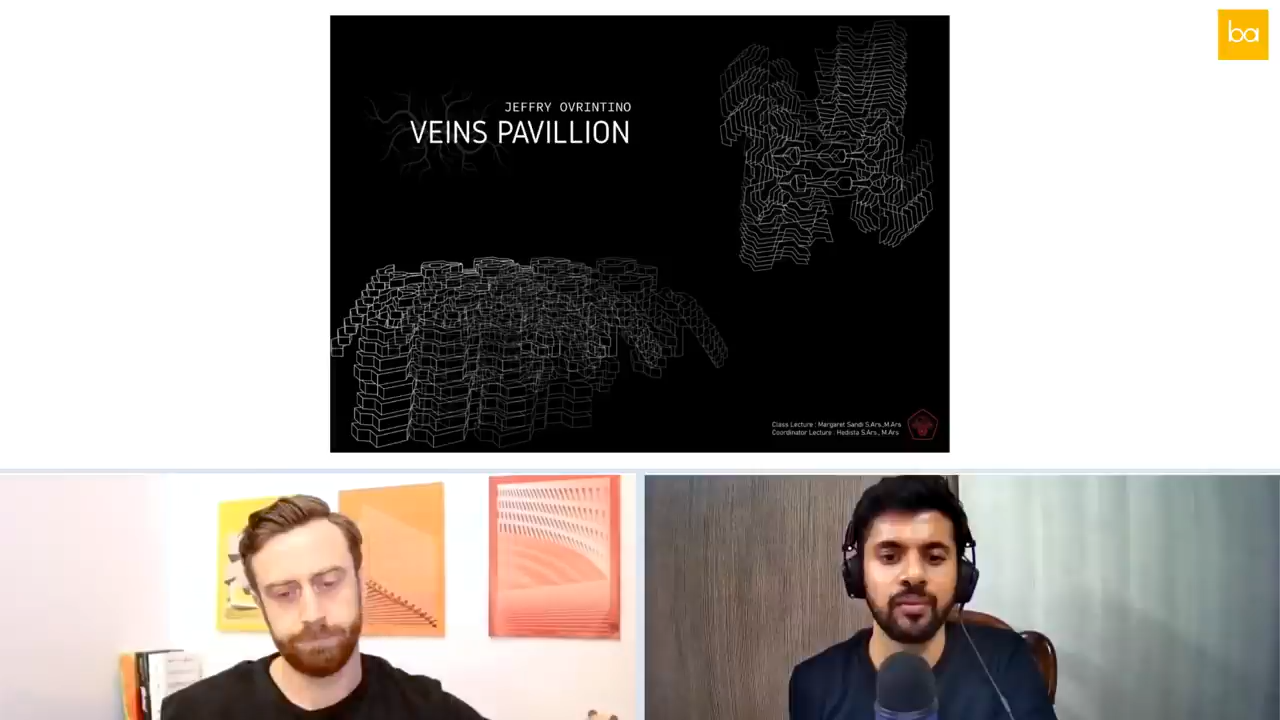 ba
JEFFRY OVRINTINO
VEINS PAVILLION
Class Lecture : Margaret Sandi S,Ars.,M.Ars
Coordinator Lecture : Hedista S.Ars., M.Ars